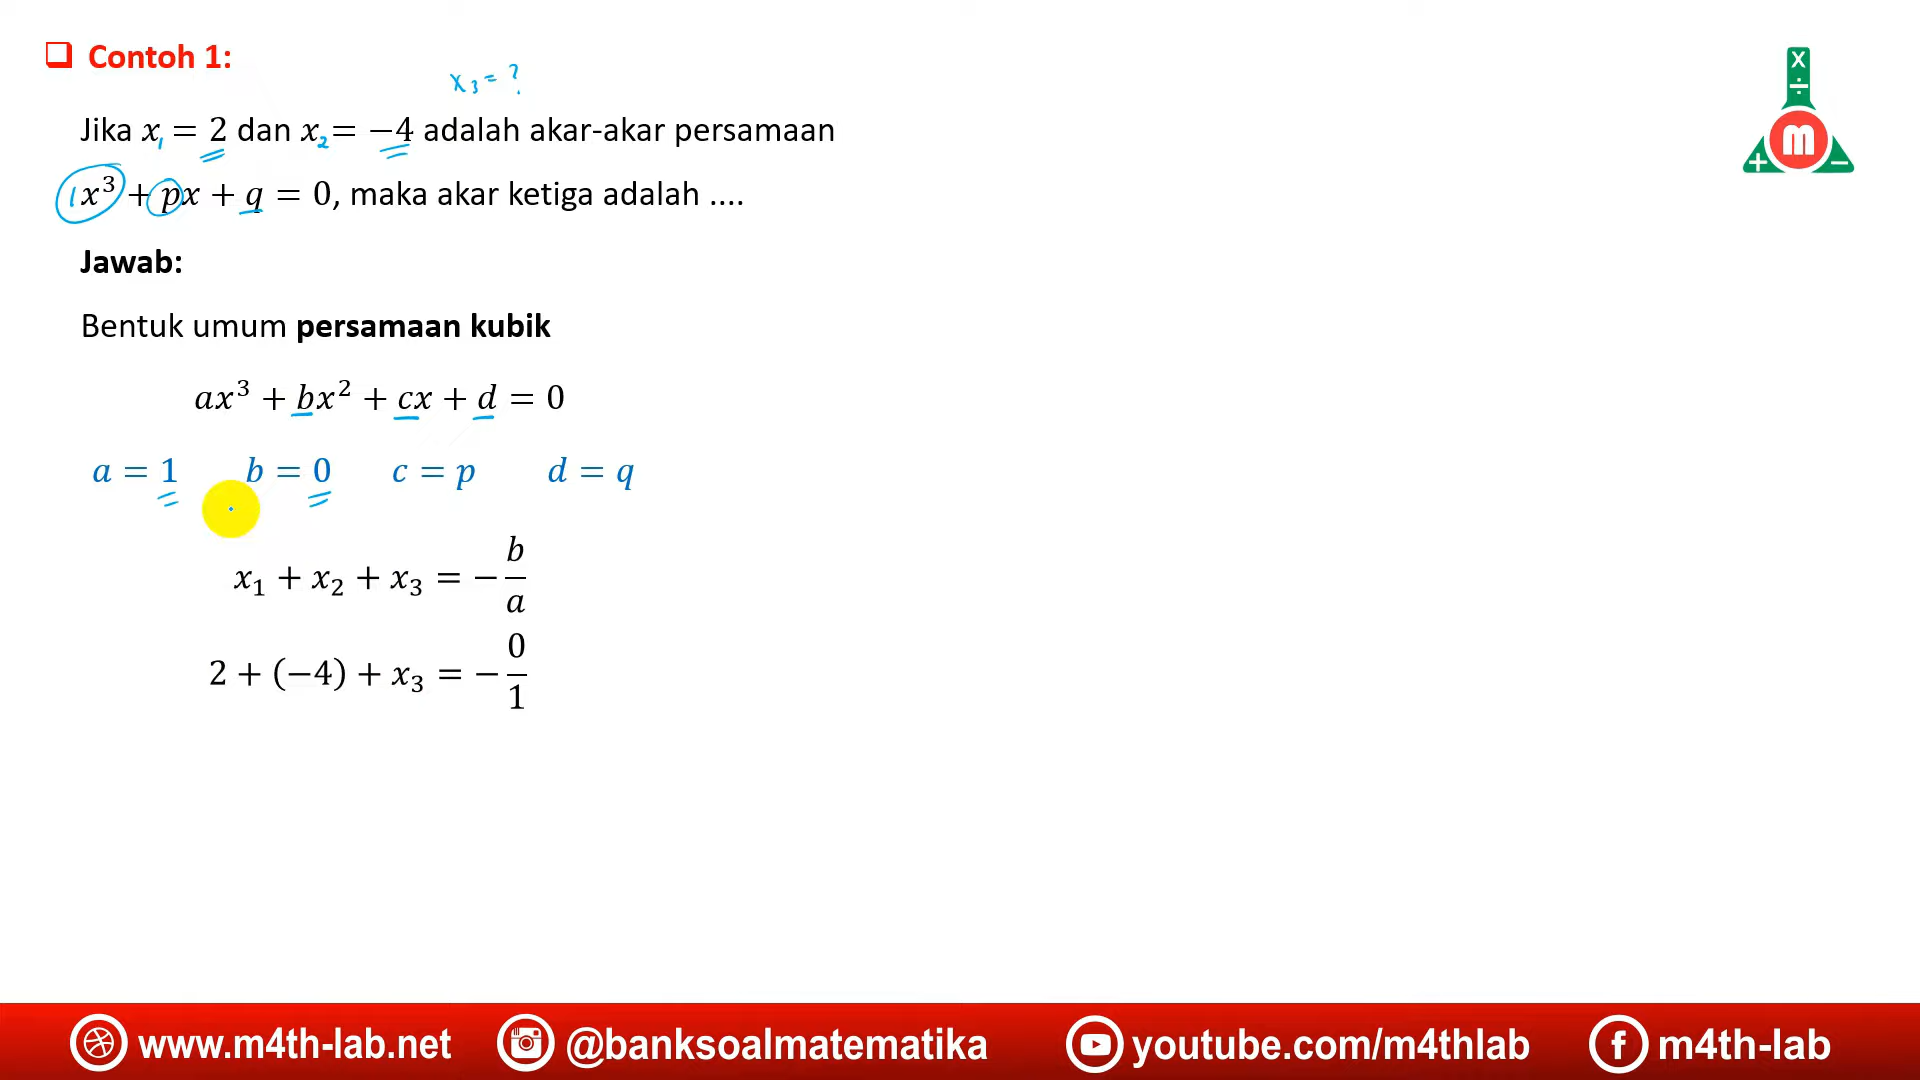 ❑ Contoh 1:
x₃ = ?
Jika x₁ = 2 dan x₂ = −4 adalah akar-akar persamaan
1x³ + px + q = 0, maka akar ketiga adalah ....
Jawab:
Bentuk umum persamaan kubik
ax³ + bx² + cx + d = 0
a = 1 b = 0 c = p d = q
x₁ + x₂ + x₃ = − b/a
2 + (−4) + x₃ = − 0/1
X ÷ + − m
www.m4th-lab.net @banksoalmatematika youtube.com/m4thlab m4th-lab